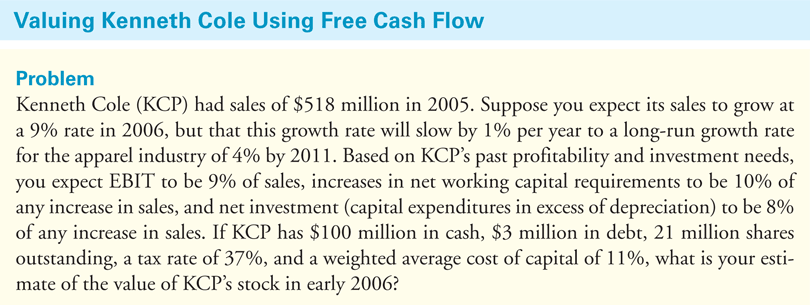 Valuing Kenneth Cole Using Free Cash Flow
Problem
Kenneth Cole (KCP) had sales of $518 million in 2005. Suppose you expect its sales to grow at
a 9% rate in 2006, but that this growth rate will slow by 1% per year to a long-run growth rate
for the apparel industry of 4% by 2011. Based on KCP’s past profitability and investment needs,
you expect EBIT to be 9% of sales, increases in net working capital requirements to be 10% of
any increase in sales, and net investment (capital expenditures in excess of depreciation) to be 8%
of any increase in sales. If KCP has $100 million in cash, $3 million in debt, 21 million shares
outstanding, a tax rate of 37%, and a weighted average cost of capital of 11%, what is your esti-
mate of the value of KCP’s stock in early 2006?